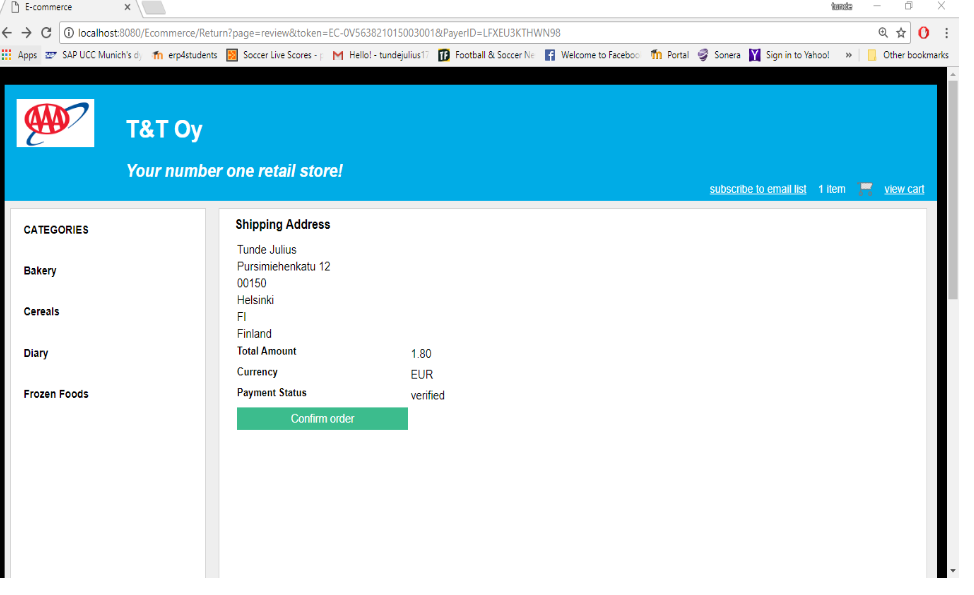 E-commerce
tunde
localhost:8080/Ecommerce/Return?page=review&token=EC-0V563821015003001&PayerID=LFXEU3KTHWN98
Apps SAP UCC Munich's dy erp4students Soccer Live Scores - Hello! - tundejulius17 Football & Soccer Ne Welcome to Faceboo Portal Sonera Sign in to Yahoo! » Other bookmarks
AAA
T&T Oy
Your number one retail store!
subscribe to email list 1 item view cart
CATEGORIES
Bakery
Cereals
Diary
Frozen Foods
Shipping Address
Tunde Julius
Pursimiehenkatu 12
00150
Helsinki
FI
Finland
Total Amount 1.80
Currency EUR
Payment Status verified
Confirm order